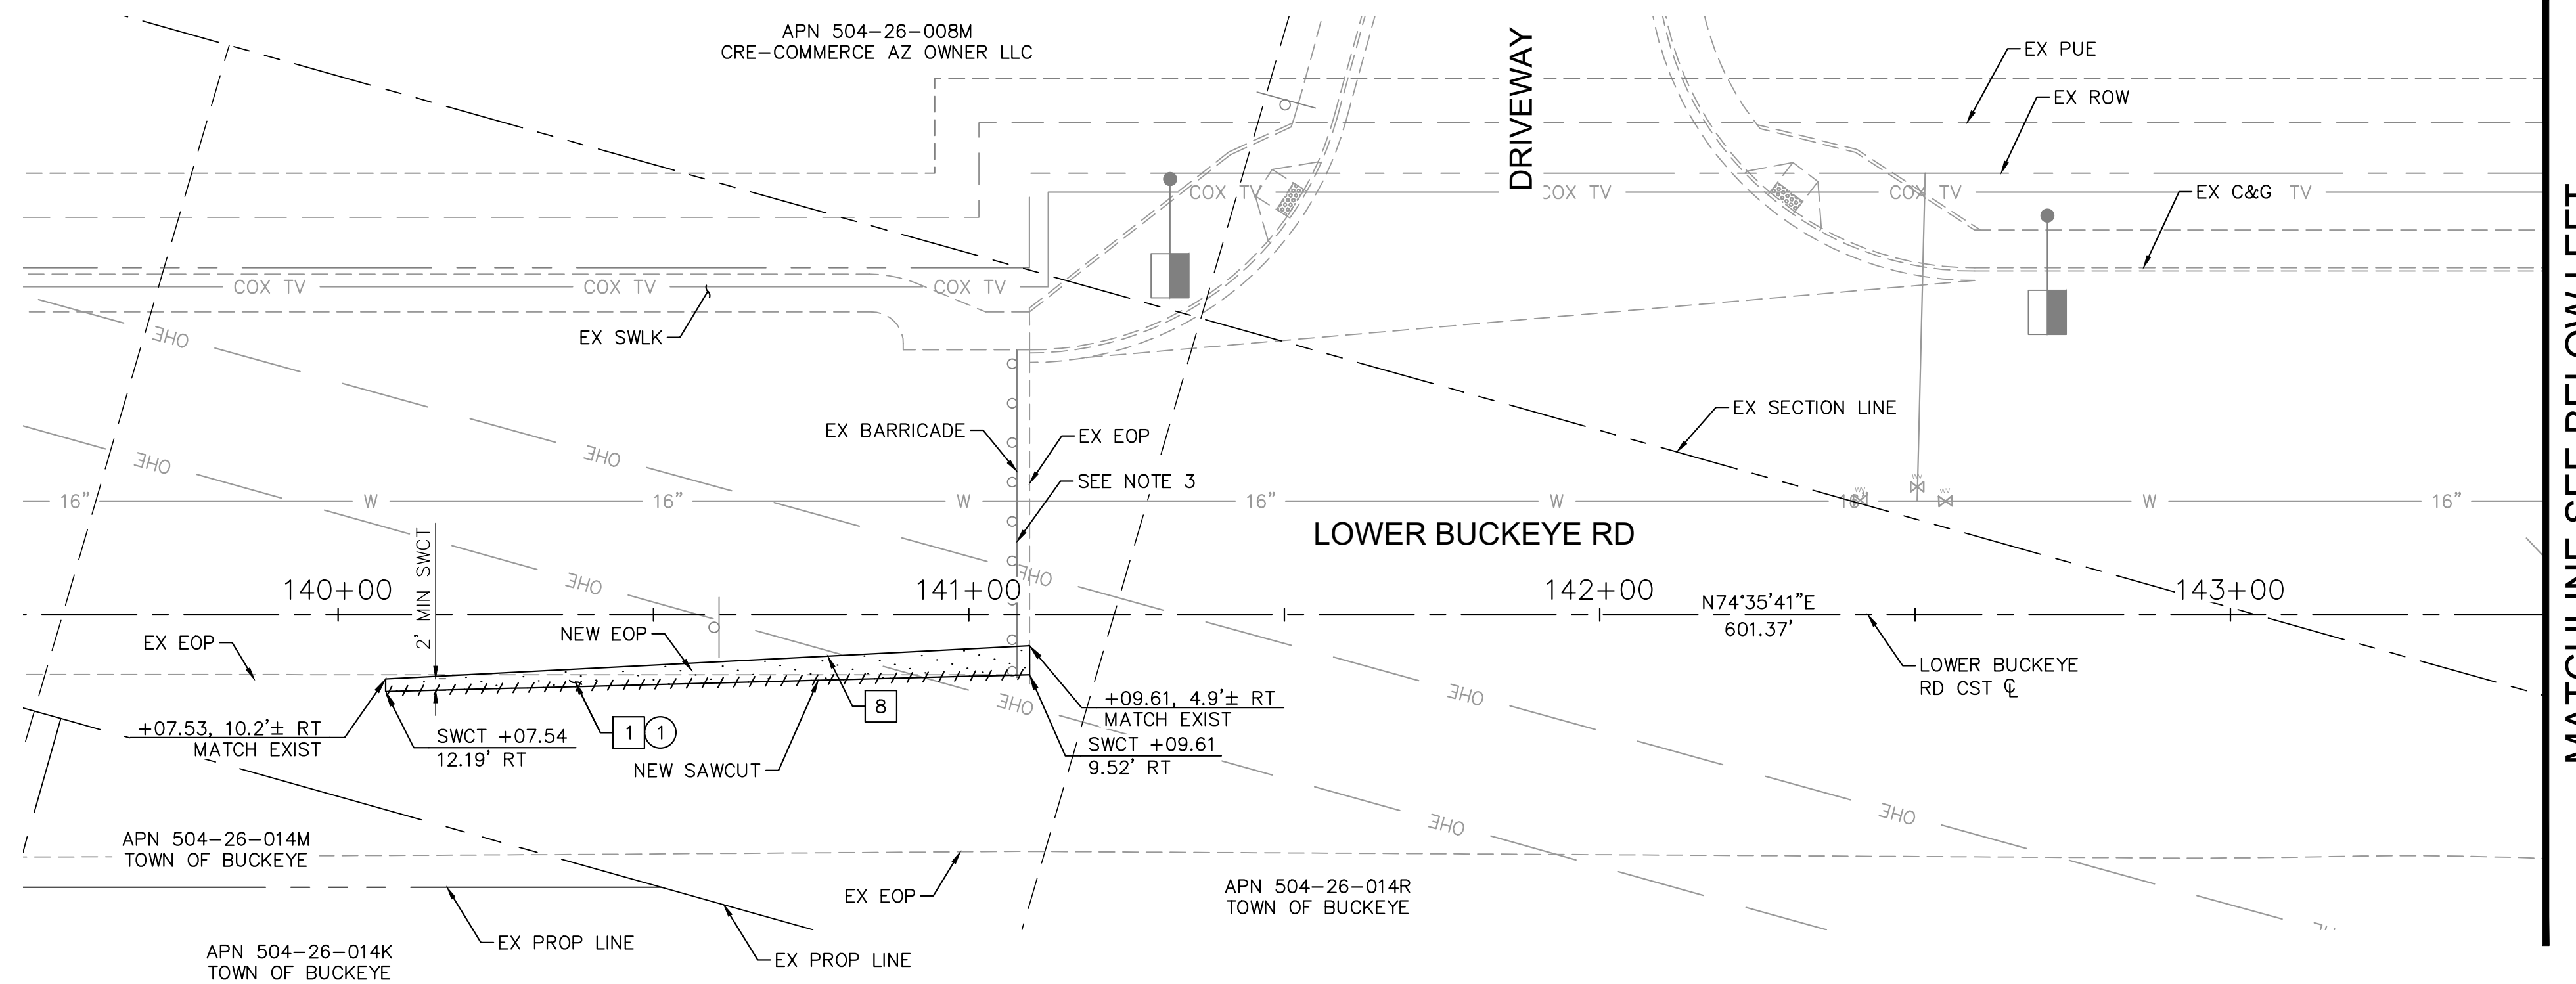 APN 504-26-008M
CRE-COMMERCE AZ OWNER LLC
DRIVEWAY
EX PUE
EX ROW
COX TV
COX TV
COX TV
EX C&G
TV
COX TV
COX TV
COX TV
EX SWLK
OHE
EX SECTION LINE
EX BARRICADE
EX EOP
OHE
OHE
SEE NOTE 3
16"
W
16"
W
16"
W
16"
W
16"
LOWER BUCKEYE RD
OHE
OHE
2' MIN SWCT
140+00
141+00
142+00
143+00
N74°35'41"E
601.37'
EX EOP
NEW EOP
LOWER BUCKEYE
RD CST ℄
OHE
OHE
+09.61, 4.9'± RT
MATCH EXIST
8
+07.53, 10.2'± RT
MATCH EXIST
SWCT +07.54
12.19' RT
1
1
SWCT +09.61
9.52' RT
NEW SAWCUT
OHE
OHE
APN 504-26-014M
TOWN OF BUCKEYE
EX EOP
APN 504-26-014R
TOWN OF BUCKEYE
EX PROP LINE
EX PROP LINE
APN 504-26-014K
TOWN OF BUCKEYE